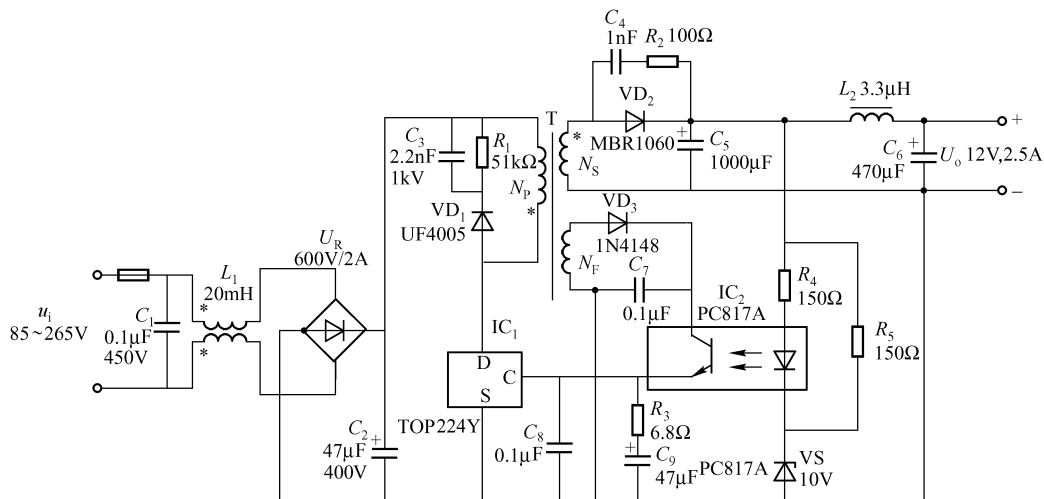 C4
1nF
R2 100Ω
VD2
MBR1060
T
*
NS
+
C5
1000μF
L2 3.3μH
+
C6
470μF
+
Uo 12V,2.5A
−
C3
2.2nF
1kV
R1
51kΩ
NP
*
VD1
UF4005
VD3
1N4148
NF
C7
0.1μF
UR
600V/2A
L1
20mH
*
*
ui
85~265V
C1
0.1μF
450V
IC2
PC817A
R4
150Ω
R5
150Ω
IC1
D
C
S
TOP224Y
C2
47μF
400V
+
C8
0.1μF
R3
6.8Ω
+
C9
47μF
PC817A
VS
10V